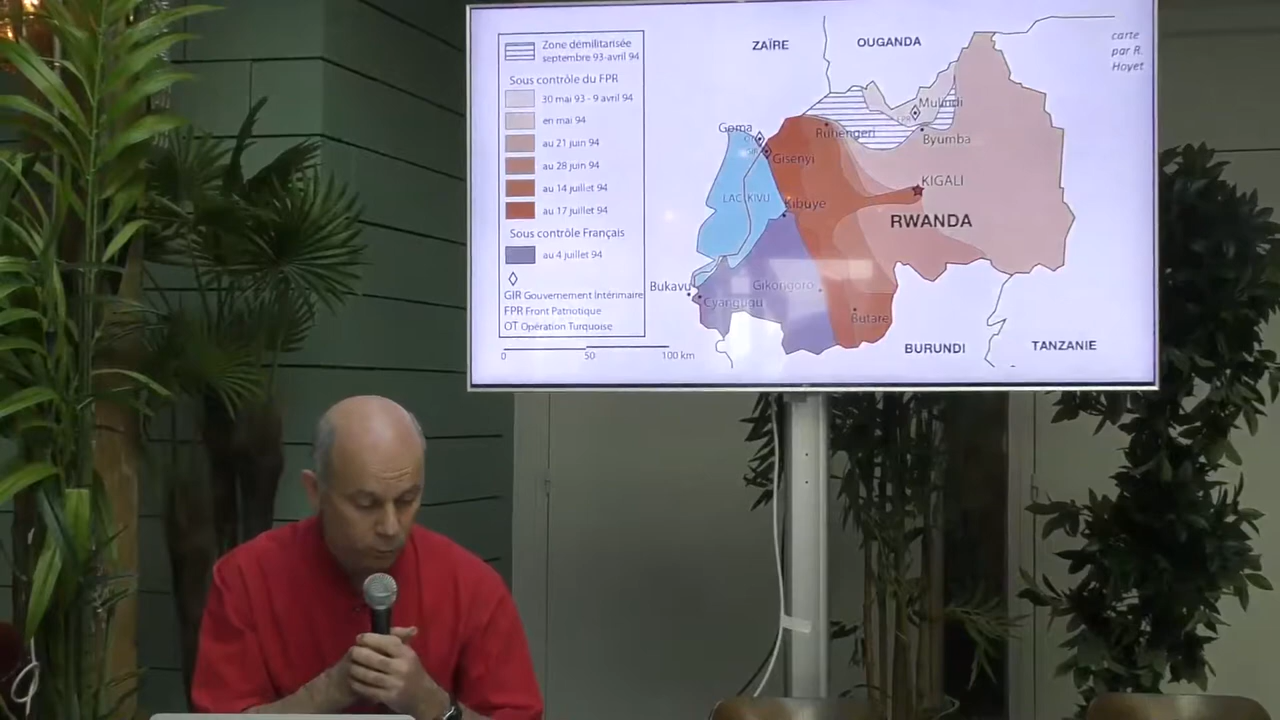 Zone démilitarisée
septembre 93-avril 94
Sous contrôle du FPR
30 mai 93 - 9 avril 94
en mai 94
au 21 juin 94
au 28 juin 94
au 14 juillet 94
au 17 juillet 94
Sous contrôle Français
au 4 juillet 94
GIR Gouvernement Intérimaire
FPR Front Patriotique
OT Opération Turquoise
0 50 100 km
ZAÏRE
OUGANDA
carte
par R.
Hoyet
Mulindi
FPR
Goma
Ruhengeri
Byumba
Gisenyi
KIGALI
LAC KIVU
Kibuye
RWANDA
Bukavu
Gikongoro
Cyangugu
Butare
BURUNDI
TANZANIE